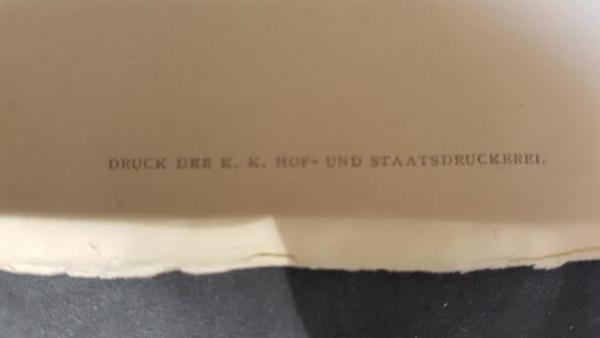 DRUCK DER K. K. HOF- UND STAATSDRUCKEREI.